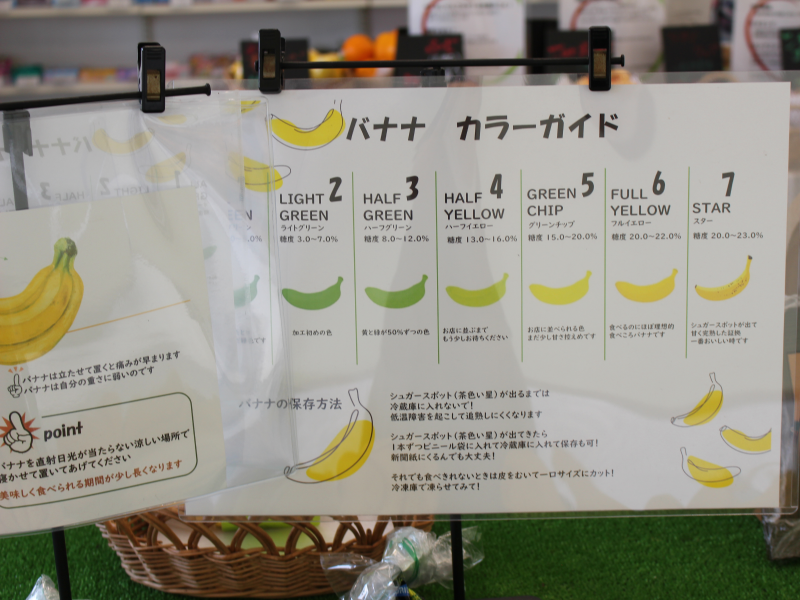 バナナ カラーガイド
LIGHT GREEN 2
ライトグリーン
糖度 3.0~7.0%
加工初めの色
HALF GREEN 3
ハーフグリーン
糖度 8.0~12.0%
黄と緑が50%ずつの色
HALF YELLOW 4
ハーフイエロー
糖度 13.0~16.0%
お店に並ぶまで
もう少しお待ちください
GREEN CHIP 5
グリーンチップ
糖度 15.0~20.0%
お店に並べられる色
まだ少し甘さ控えめです
FULL YELLOW 6
フルイエロー
糖度 20.0~22.0%
食べるのにほぼ理想的
食べごろバナナです
7
STAR
スター
糖度 20.0~23.0%
シュガースポットが出て
甘く完熟した証拠
一番おいしい時です
バナナの保存方法
シュガースポット(茶色い星)が出るまでは
冷蔵庫に入れないで!
低温障害を起こして追熟しにくくなります
シュガースポット(茶色い星)が出てきたら
1本ずつビニール袋に入れて冷蔵庫に入れて保存も可!
新聞紙にくるんでも大丈夫!
それでも食べきれないときは皮をむいて一口サイズにカット!
冷凍庫で凍らせてみて!
バナナは立たせて置くと痛みが早まります
バナナは自分の重さに弱いのです
point
バナナを直射日光が当たらない涼しい場所で
寝かせて置いてあげてください
美味しく食べられる期間が少し長くなります